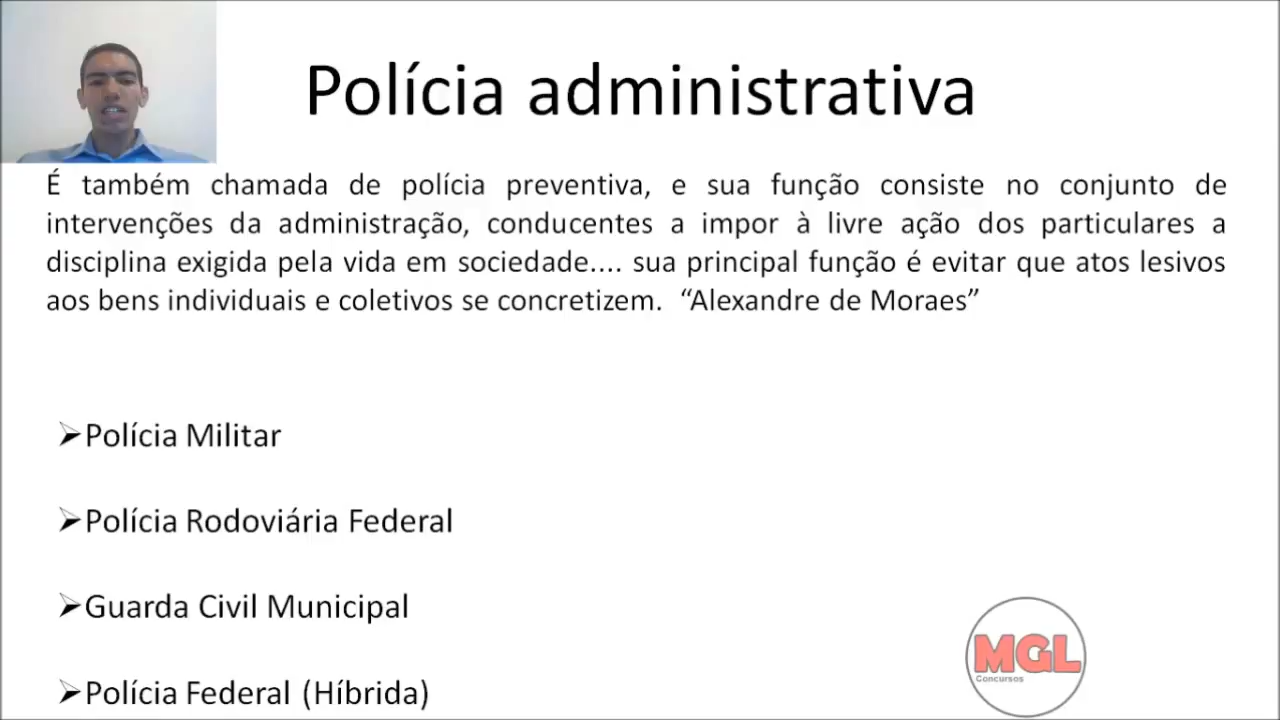 Polícia administrativa
É também chamada de polícia preventiva, e sua função consiste no conjunto de
intervenções da administração, conducentes a impor à livre ação dos particulares a
disciplina exigida pela vida em sociedade.... sua principal função é evitar que atos lesivos
aos bens individuais e coletivos se concretizem. “Alexandre de Moraes”
➢Polícia Militar
➢Polícia Rodoviária Federal
➢Guarda Civil Municipal
➢Polícia Federal (Híbrida)
MGL
Concursos